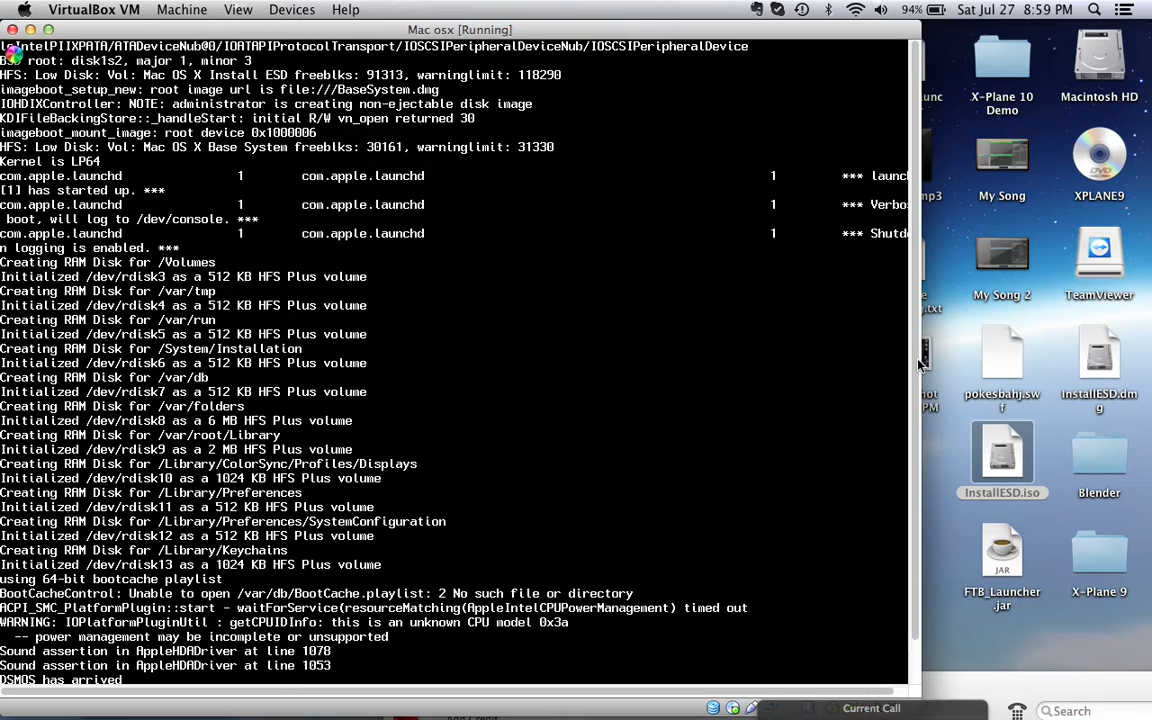 VirtualBox VM Machine View Devices Help
94% Sat Jul 27 8:59 PM
Mac osx [Running]
leIntelPIIXPATA/ATADeviceNub@0/IOATAPIProtocolTransport/IOSCSIPeripheralDeviceNub/IOSCSIPeripheralDevice
BSD root: disk1s2, major 1, minor 3
HFS: Low Disk: Vol: Mac OS X Install ESD freeblks: 91313, warninglimit: 118290
imageboot_setup_new: root image url is file:///BaseSystem.dmg
IOHDIXController: NOTE: administrator is creating non-ejectable disk image
KDIFileBackingStore::_handleStart: initial R/W vn_open returned 30
imageboot_mount_image: root device 0x1000006
HFS: Low Disk: Vol: Mac OS X Base System freeblks: 30161, warninglimit: 31330
Kernel is LP64
com.apple.launchd 1 com.apple.launchd 1 *** launc
[1] has started up. ***
com.apple.launchd 1 com.apple.launchd 1 *** Verbo
boot, will log to /dev/console. ***
com.apple.launchd 1 com.apple.launchd 1 *** Shutd
n logging is enabled. ***
Creating RAM Disk for /Volumes
Initialized /dev/rdisk3 as a 512 KB HFS Plus volume
Creating RAM Disk for /var/tmp
Initialized /dev/rdisk4 as a 512 KB HFS Plus volume
Creating RAM Disk for /var/run
Initialized /dev/rdisk5 as a 512 KB HFS Plus volume
Creating RAM Disk for /System/Installation
Initialized /dev/rdisk6 as a 512 KB HFS Plus volume
Creating RAM Disk for /var/db
Initialized /dev/rdisk7 as a 512 KB HFS Plus volume
Creating RAM Disk for /var/folders
Initialized /dev/rdisk8 as a 6 MB HFS Plus volume
Creating RAM Disk for /var/root/Library
Initialized /dev/rdisk9 as a 2 MB HFS Plus volume
Creating RAM Disk for /Library/ColorSync/Profiles/Displays
Initialized /dev/rdisk10 as a 1024 KB HFS Plus volume
Creating RAM Disk for /Library/Preferences
Initialized /dev/rdisk11 as a 512 KB HFS Plus volume
Creating RAM Disk for /Library/Preferences/SystemConfiguration
Initialized /dev/rdisk12 as a 512 KB HFS Plus volume
Creating RAM Disk for /Library/Keychains
Initialized /dev/rdisk13 as a 1024 KB HFS Plus volume
using 64-bit bootcache playlist
BootCacheControl: Unable to open /var/db/BootCache.playlist: 2 No such file or directory
ACPI_SMC_PlatformPlugin::start - waitForService(resourceMatching(AppleIntelCPUPowerManagement) timed out
WARNING: IOPlatformPluginUtil : getCPUIDInfo: this is an unknown CPU model 0x3a
-- power management may be incomplete or unsupported
Sound assertion in AppleHDADriver at line 1078
Sound assertion in AppleHDADriver at line 1053
DSMOS has arrived
unc
X-Plane 10
Demo
Macintosh HD
mp3
My Song
DVD
XPLANE9
e
j.txt
My Song 2
TeamViewer
not
PM
pokesbahj.sw
f
InstallESD.dm
g
InstallESD.iso
Blender
JAR
FTB_Launcher
.jar
X-Plane 9
Current Call
Search